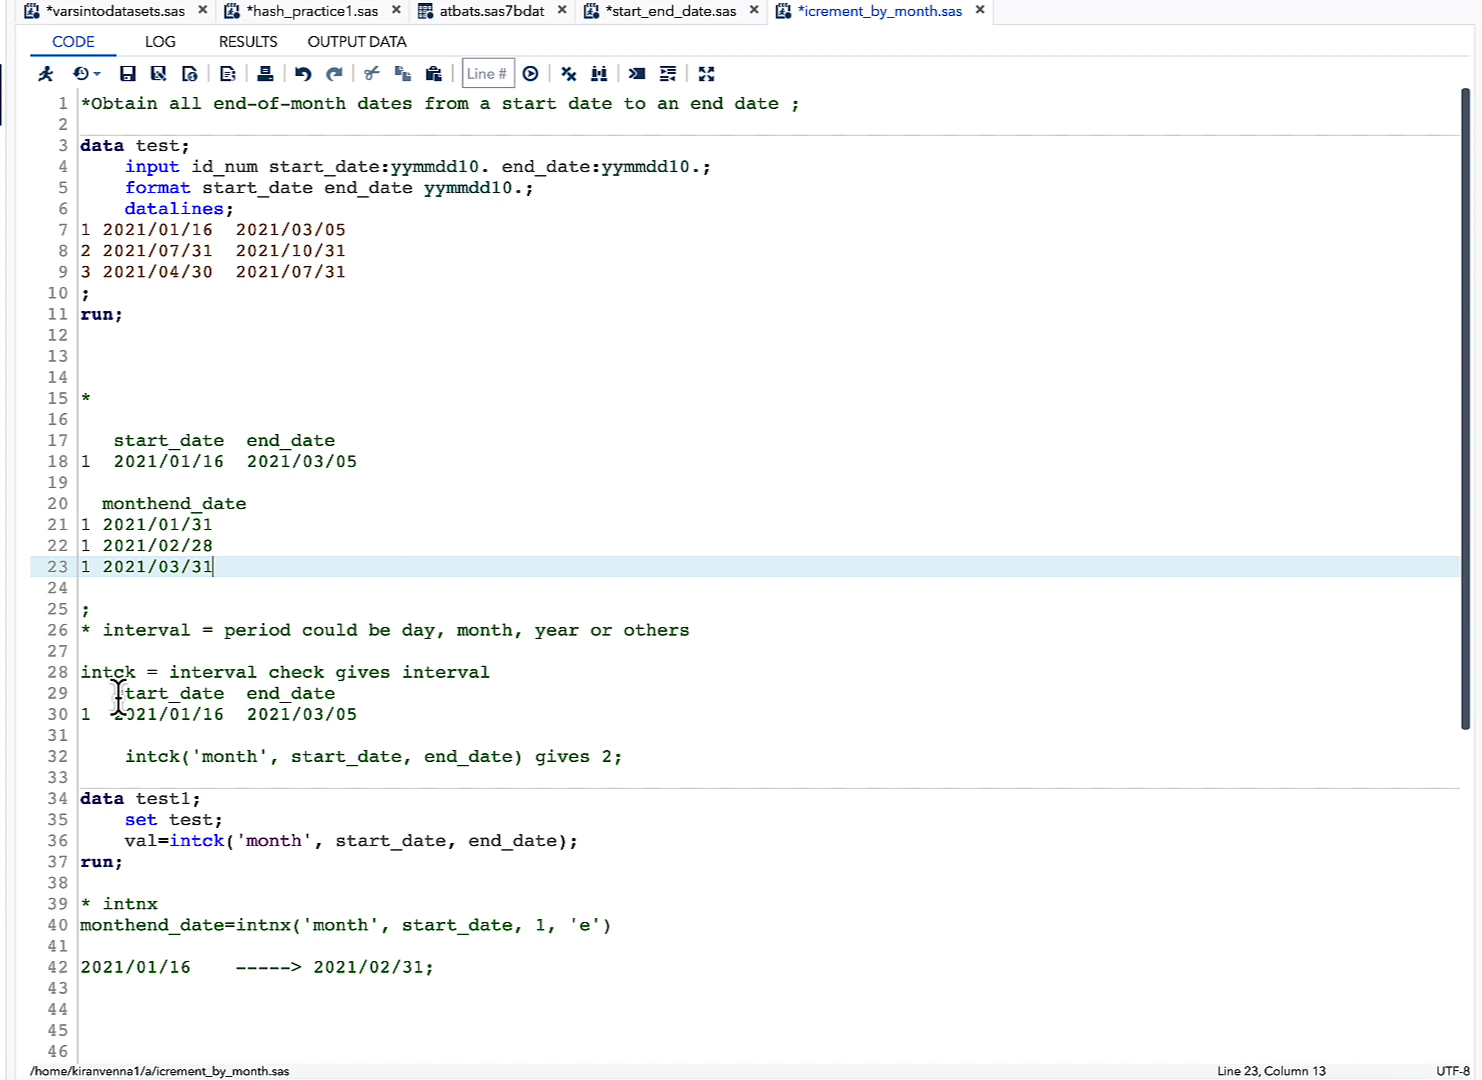 *varsintodatasets.sas × *hash_practice1.sas × atbats.sas7bdat × *start_end_date.sas × *icrement_by_month.sas ×
CODE LOG RESULTS OUTPUT DATA
Line #
1 *Obtain all end-of-month dates from a start date to an end date ;
2
3 data test;
4 input id_num start_date:yymmdd10. end_date:yymmdd10.;
5 format start_date end_date yymmdd10.;
6 datalines;
7 1 2021/01/16 2021/03/05
8 2 2021/07/31 2021/10/31
9 3 2021/04/30 2021/07/31
10 ;
11 run;
12
13
14
15 *
16
17 start_date end_date
18 1 2021/01/16 2021/03/05
19
20 monthend_date
21 1 2021/01/31
22 1 2021/02/28
23 1 2021/03/31
24
25 ;
26 * interval = period could be day, month, year or others
27
28 intck = interval check gives interval
29 start_date end_date
30 1 2021/01/16 2021/03/05
31
32 intck('month', start_date, end_date) gives 2;
33
34 data test1;
35 set test;
36 val=intck('month', start_date, end_date);
37 run;
38
39 * intnx
40 monthend_date=intnx('month', start_date, 1, 'e')
41
42 2021/01/16 -----> 2021/02/31;
43
44
45
46
/home/kiranvenna1/a/icrement_by_month.sas Line 23, Column 13 UTF-8